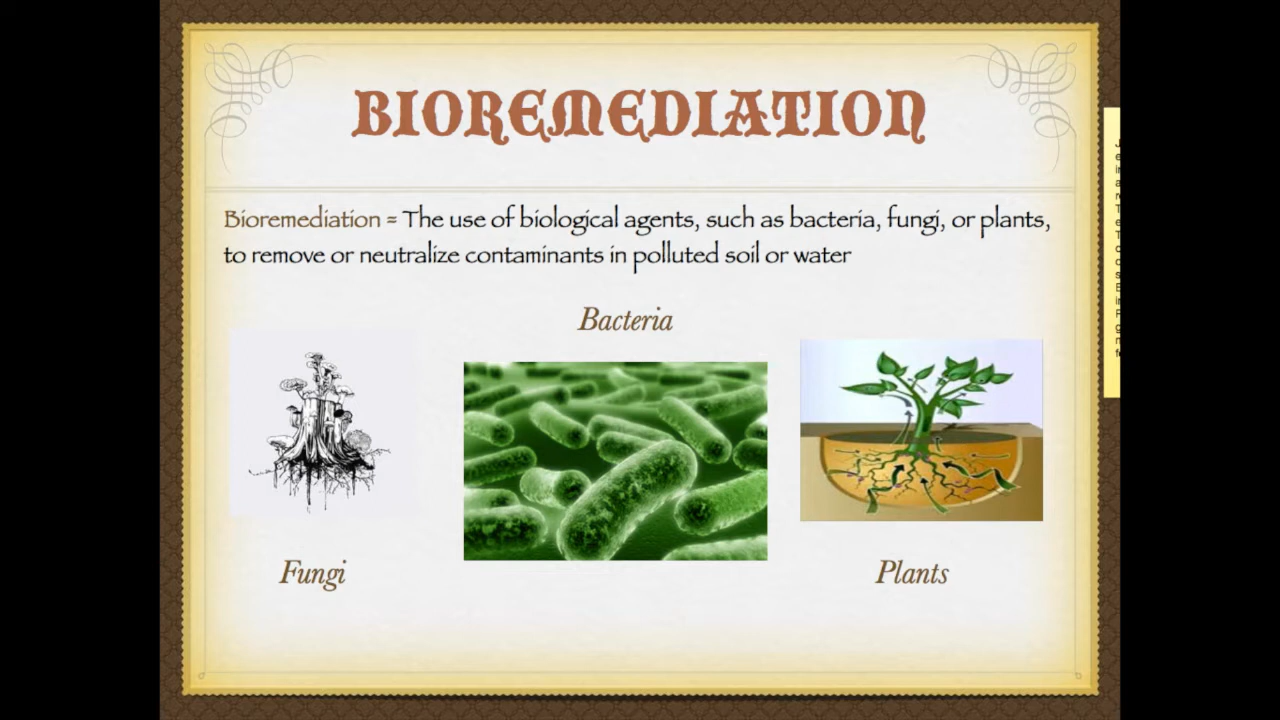 BIOREMEDIATION
Bioremediation = The use of biological agents, such as bacteria, fungi, or plants,
to remove or neutralize contaminants in polluted soil or water
Bacteria
Fungi
Plants